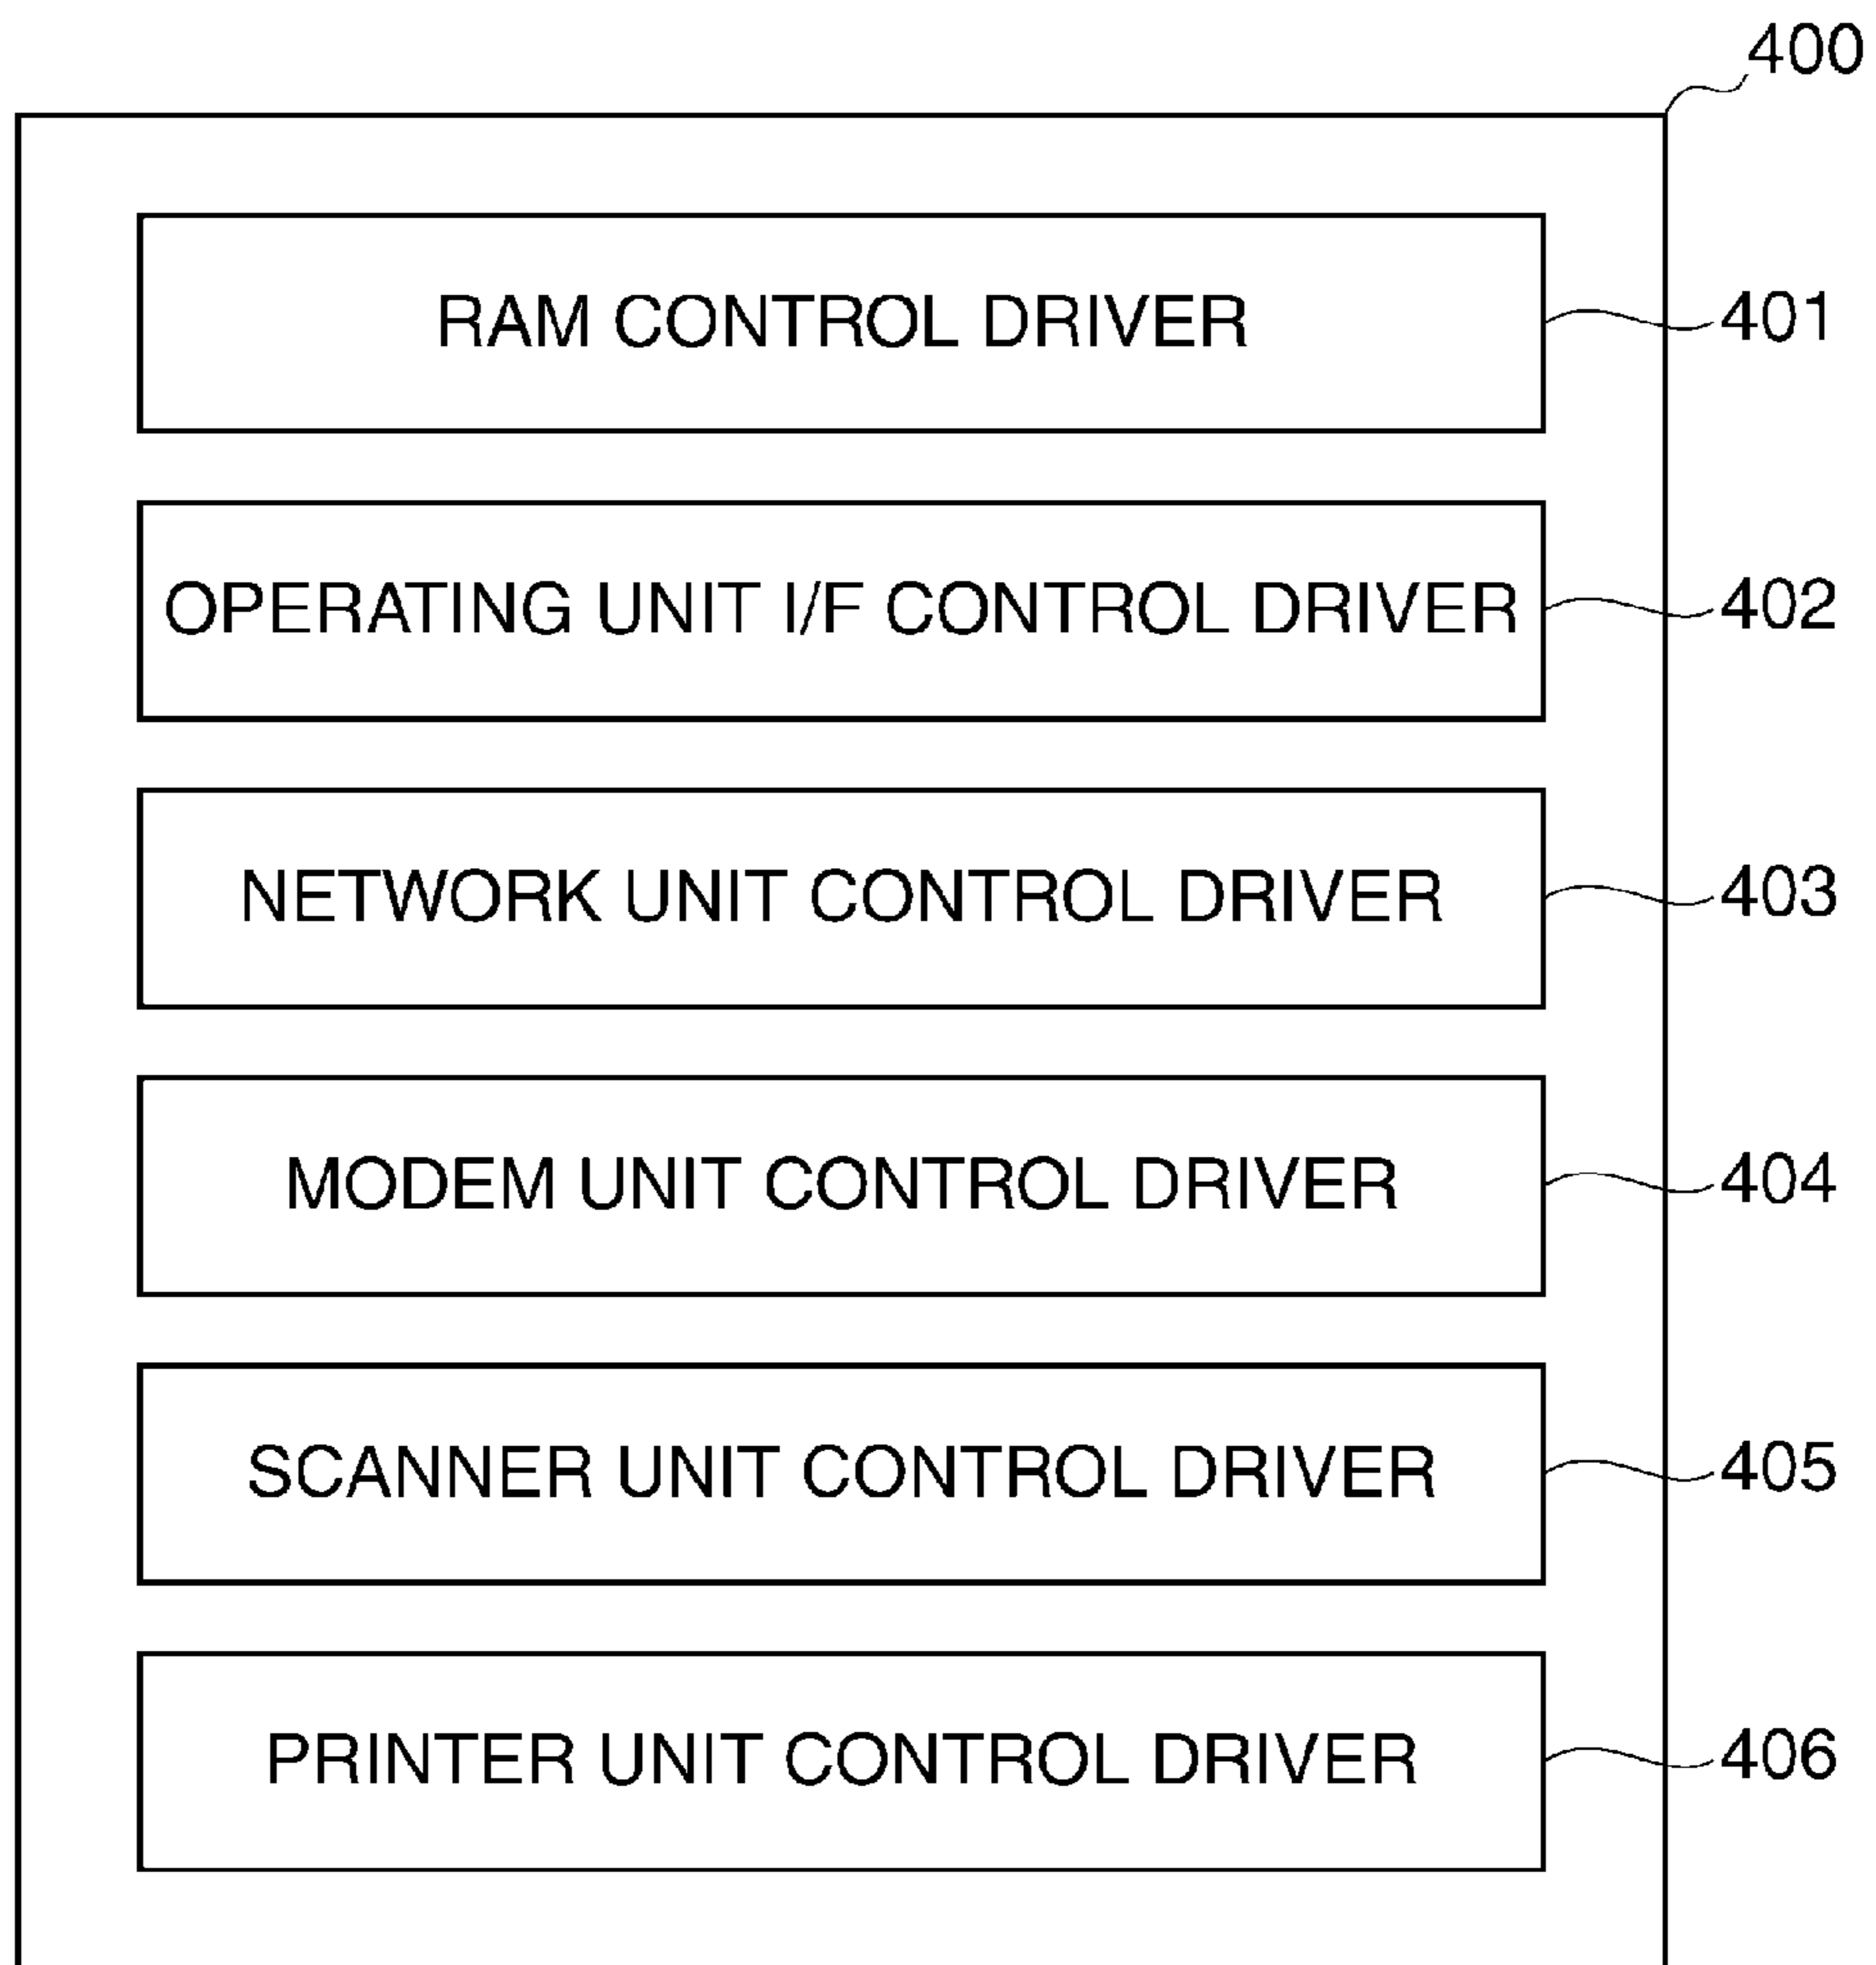 400
RAM CONTROL DRIVER 401
OPERATING UNIT I/F CONTROL DRIVER 402
NETWORK UNIT CONTROL DRIVER 403
MODEM UNIT CONTROL DRIVER 404
SCANNER UNIT CONTROL DRIVER 405
PRINTER UNIT CONTROL DRIVER 406